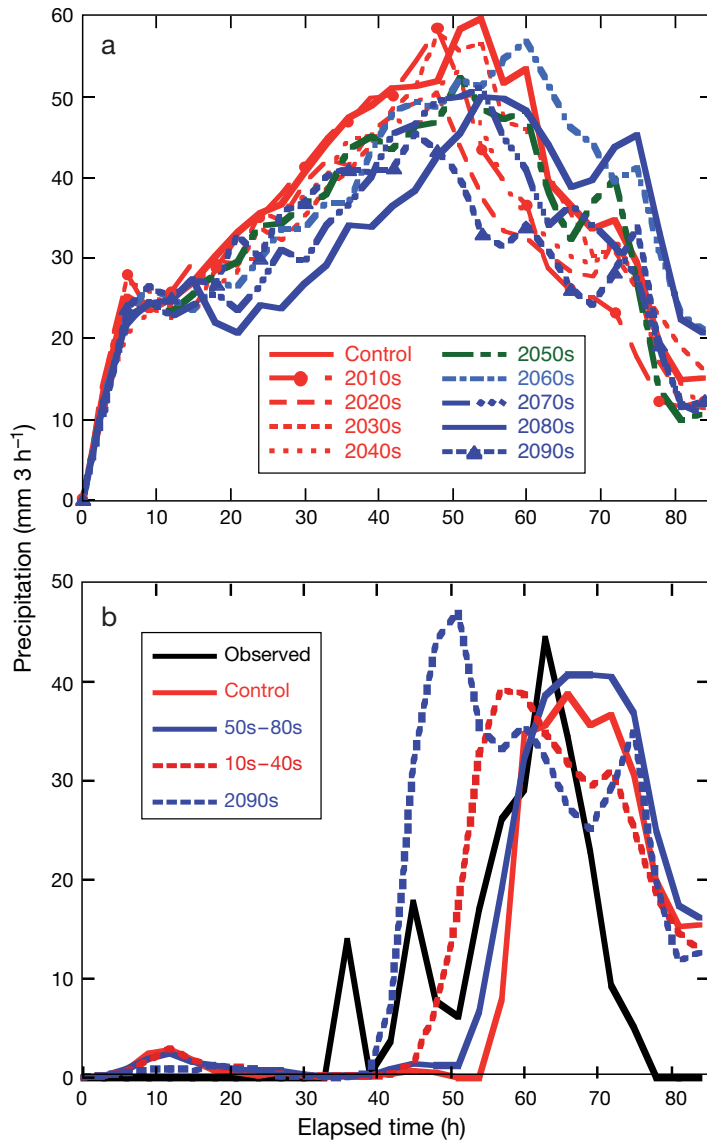 60
50
40
30
20
10
0
a
Control
2010s
2020s
2030s
2040s
2050s
2060s
2070s
2080s
2090s
0 10 20 30 40 50 60 70 80
Precipitation (mm 3 h⁻¹)
50
40
30
20
10
0
b
Observed
Control
50s–80s
10s–40s
2090s
0 10 20 30 40 50 60 70 80
Elapsed time (h)